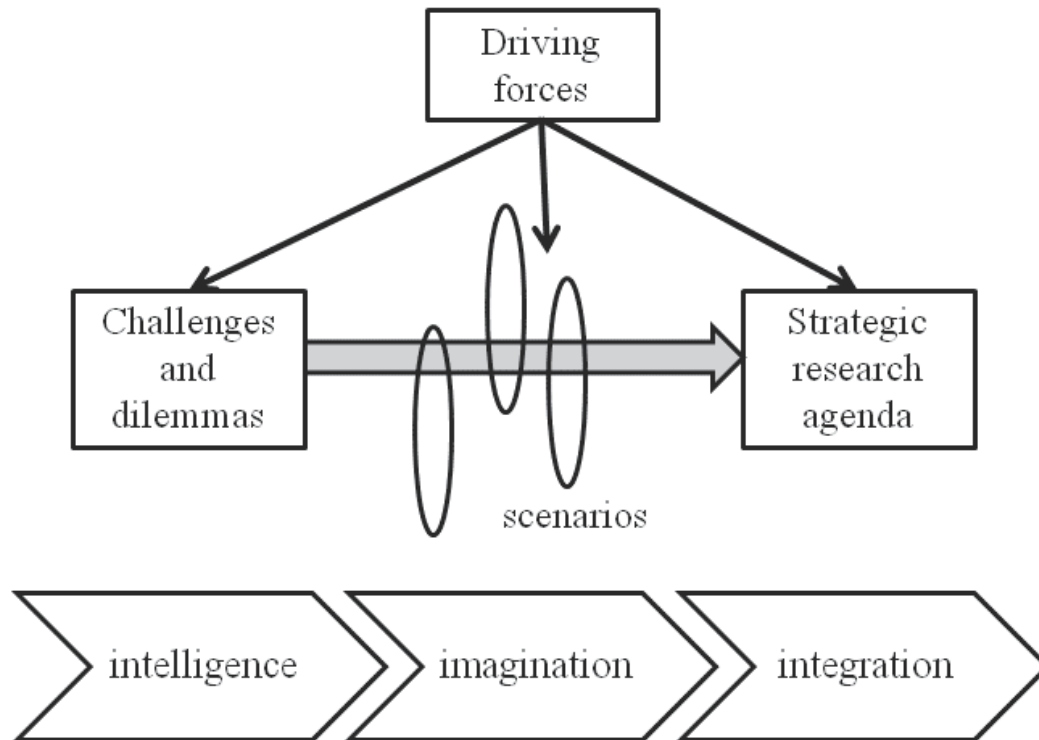 Driving
forces
Challenges
and
dilemmas
Strategic
research
agenda
scenarios
intelligence
imagination
integration